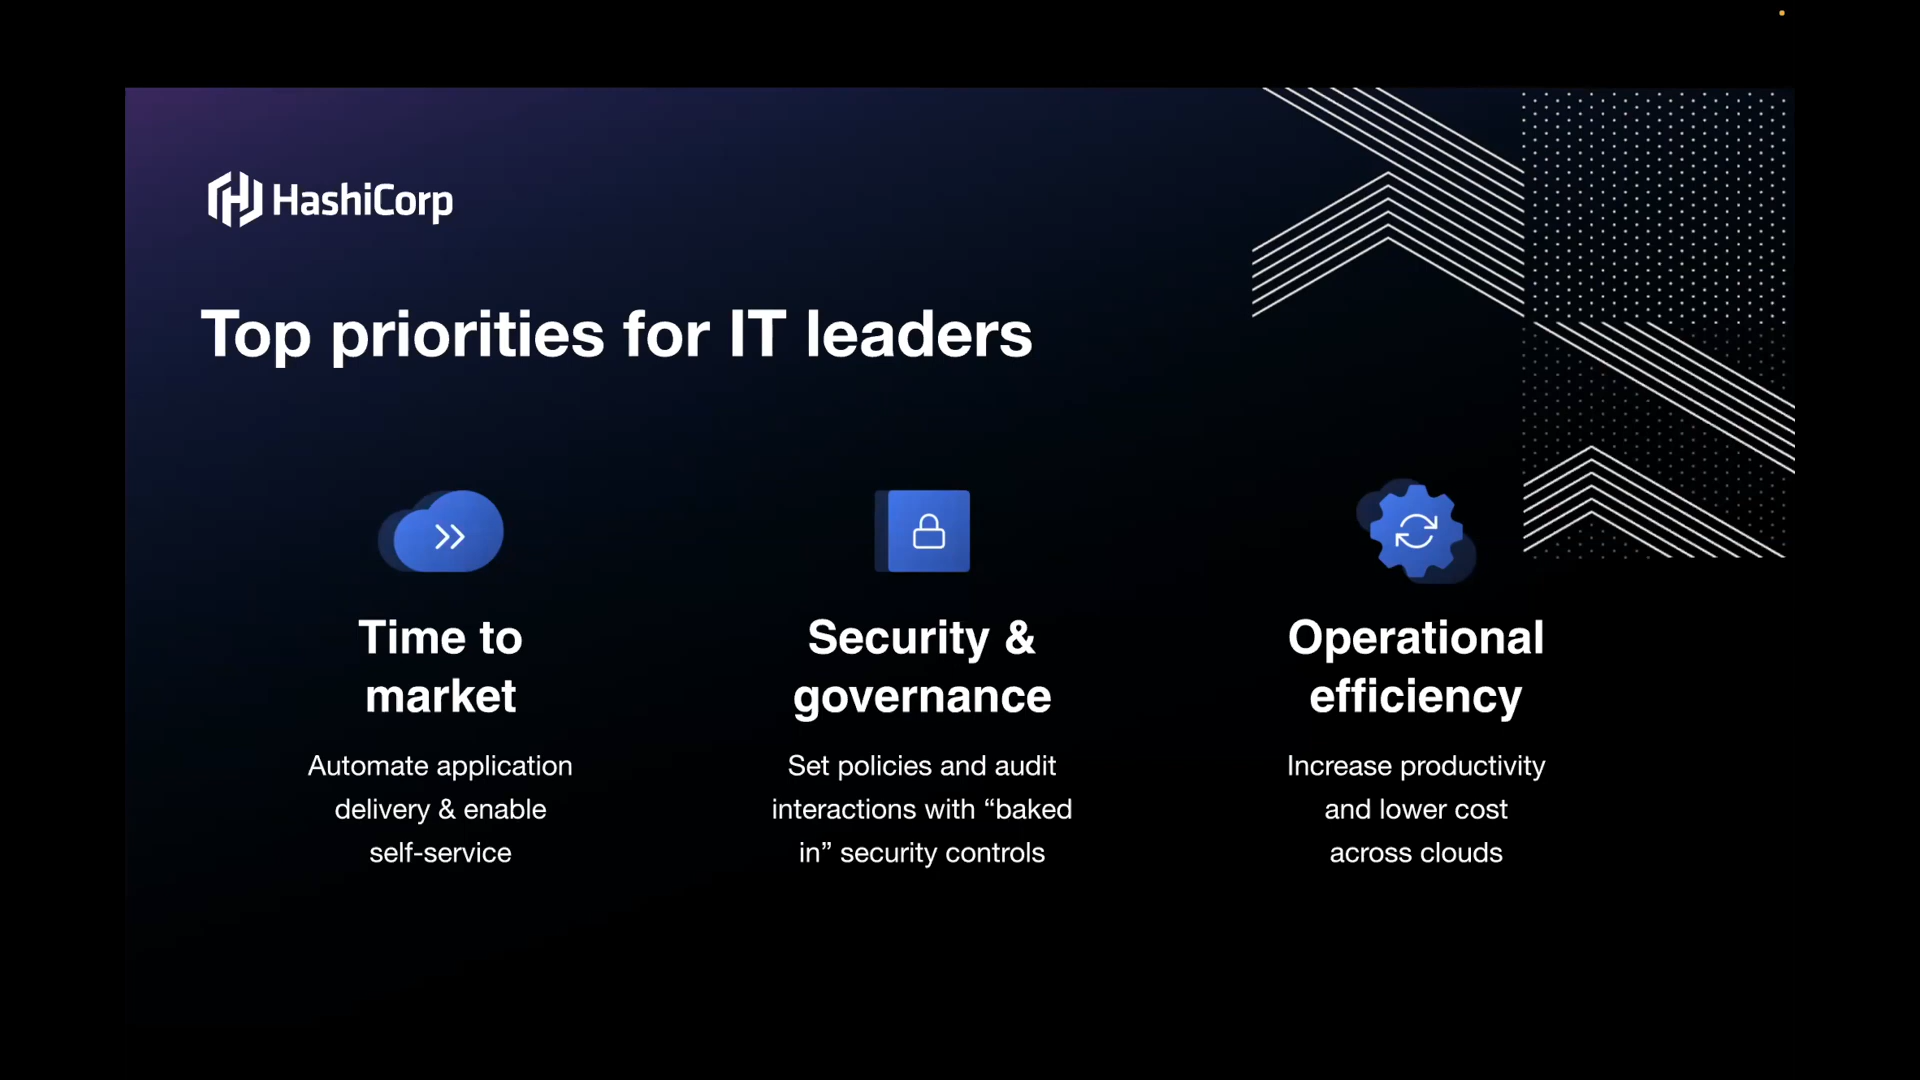 HashiCorp
Top priorities for IT leaders
Time to
market
Automate application
delivery & enable
self-service
Security &
governance
Set policies and audit
interactions with “baked
in” security controls
Operational
efficiency
Increase productivity
and lower cost
across clouds